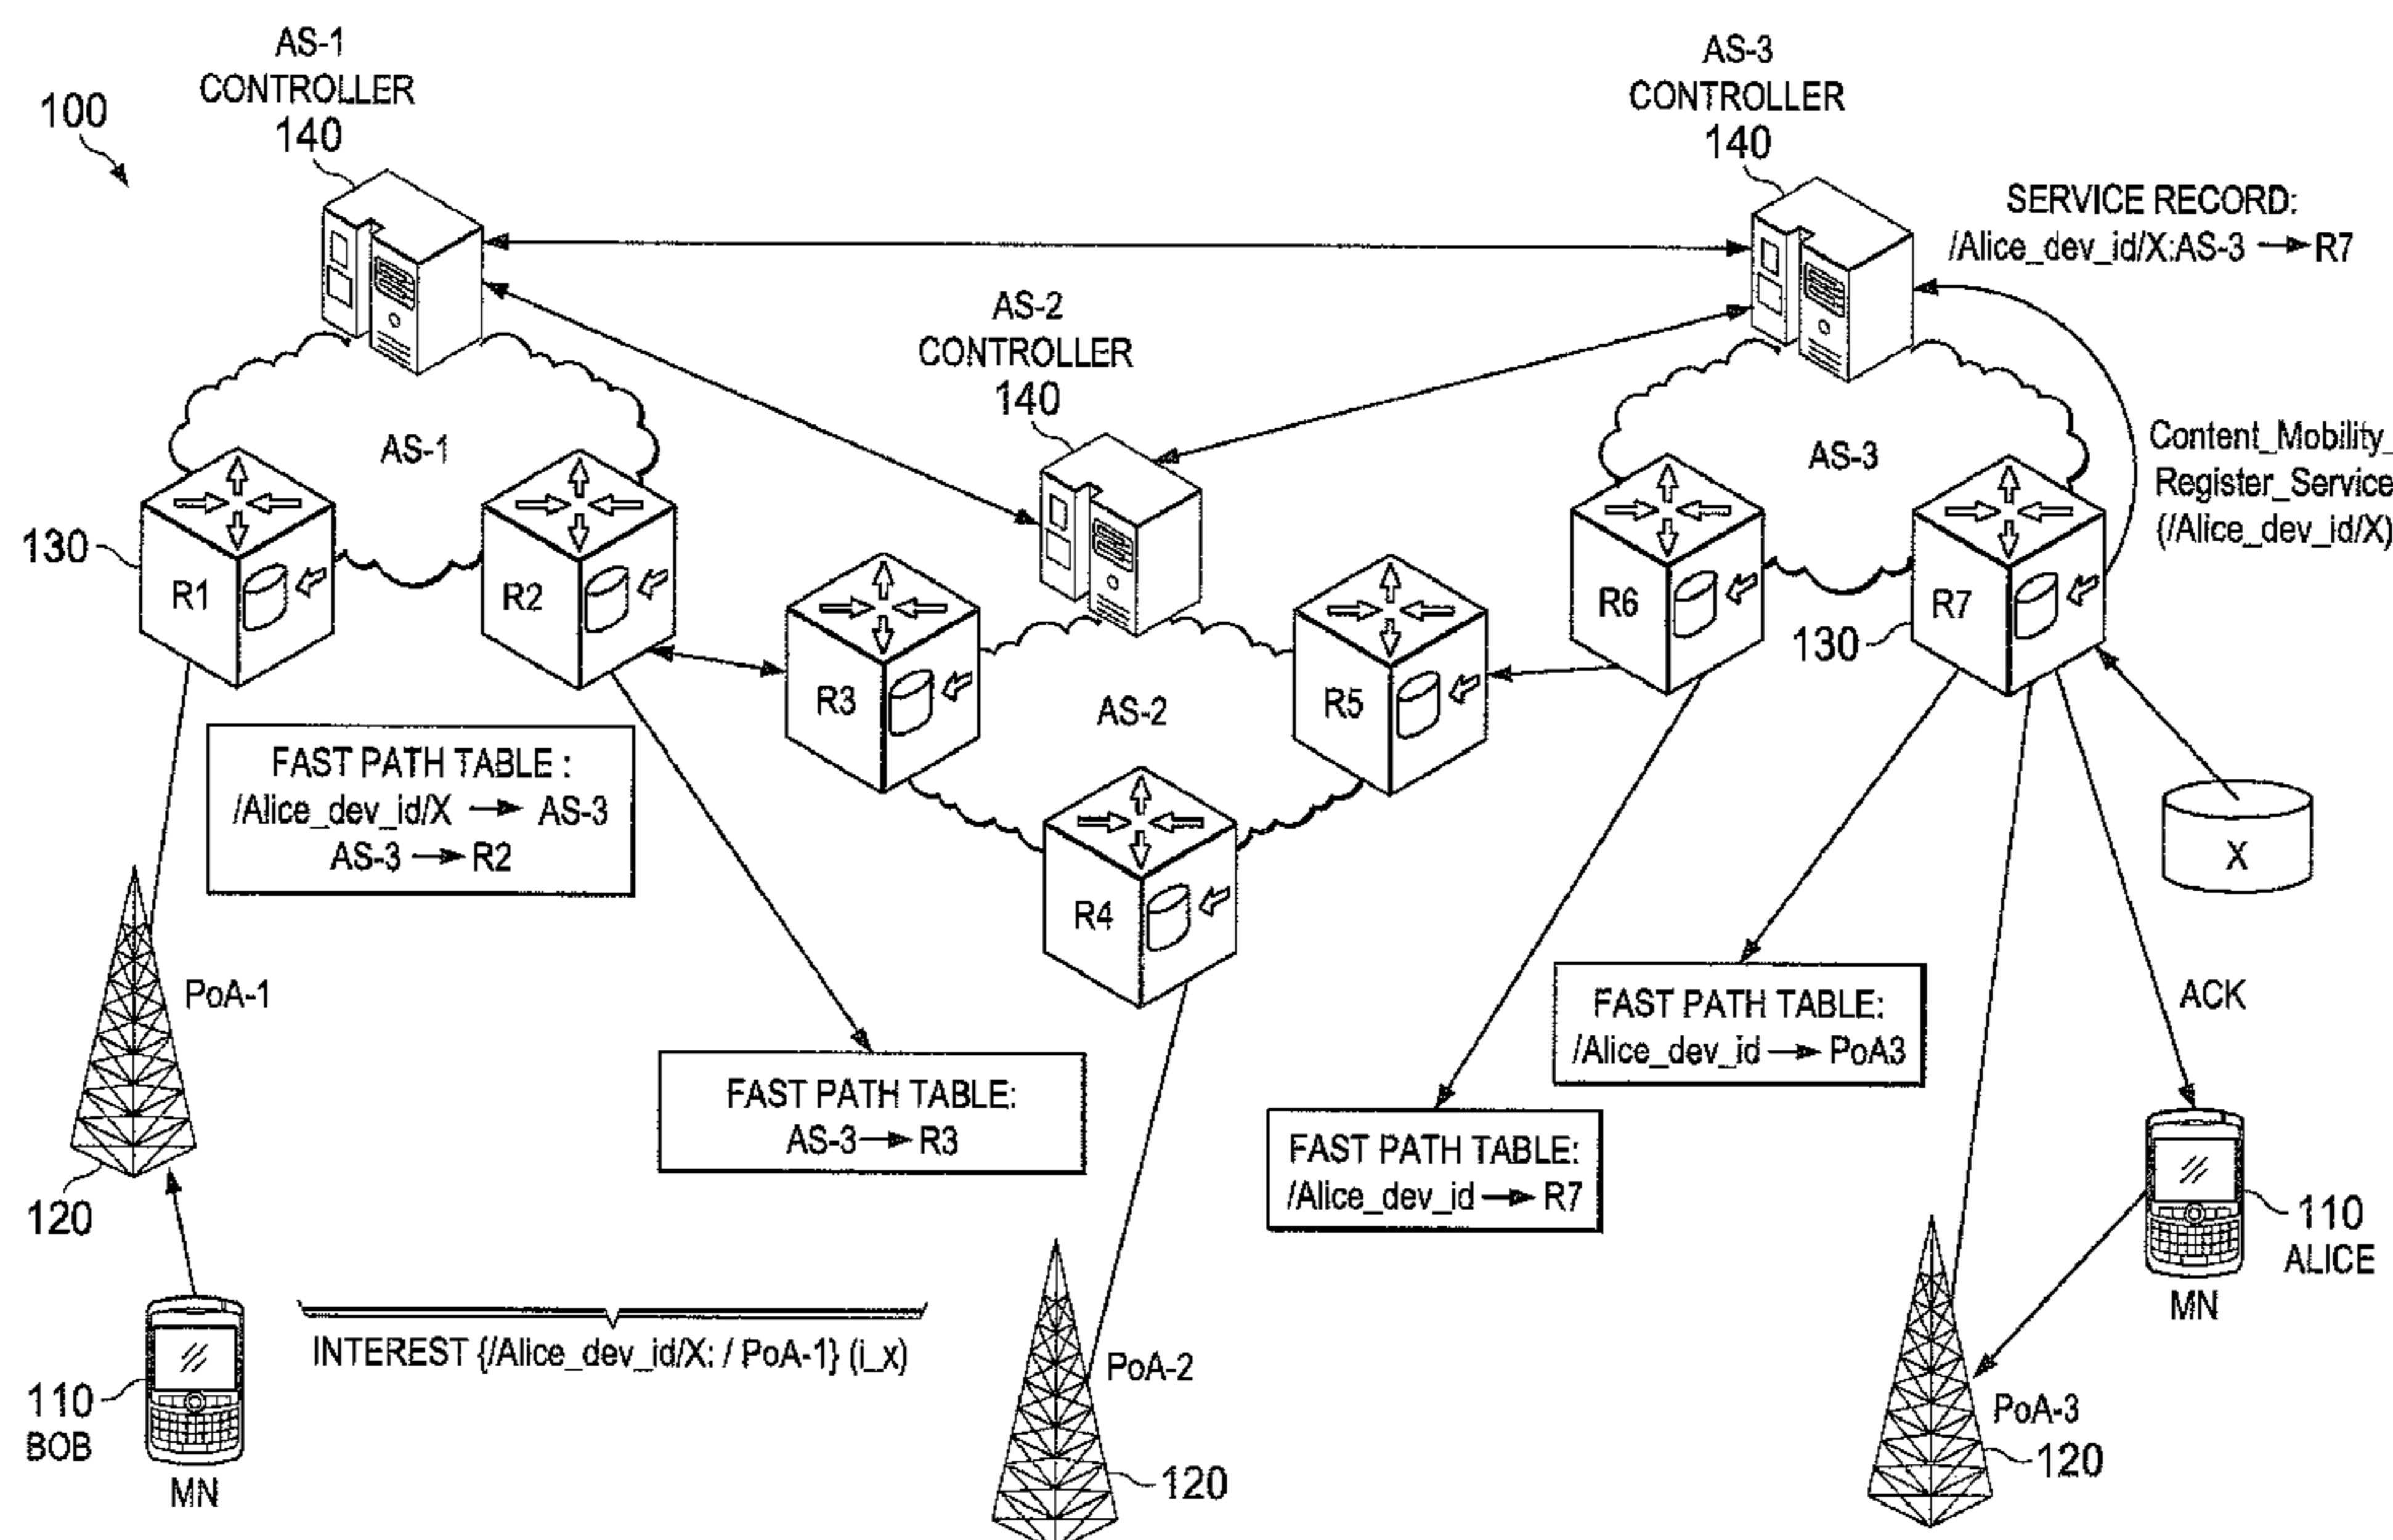 100
AS-1
CONTROLLER
140
AS-3
CONTROLLER
140
SERVICE RECORD:
/Alice_dev_id/X:AS-3 → R7
AS-2
CONTROLLER
140
AS-1
AS-3
Content_Mobility_
Register_Service
(/Alice_dev_id/X)
130
R1
R2
R6
R7
130
R3
AS-2
R5
FAST PATH TABLE :
/Alice_dev_id/X → AS-3
AS-3 → R2
X
R4
PoA-1
FAST PATH TABLE:
/Alice_dev_id → PoA3
ACK
FAST PATH TABLE:
AS-3 → R3
FAST PATH TABLE:
/Alice_dev_id → R7
120
110
ALICE
MN
INTEREST {/Alice_dev_id/X: / PoA-1} (i_x)
110
BOB
MN
PoA-2
120
PoA-3
120